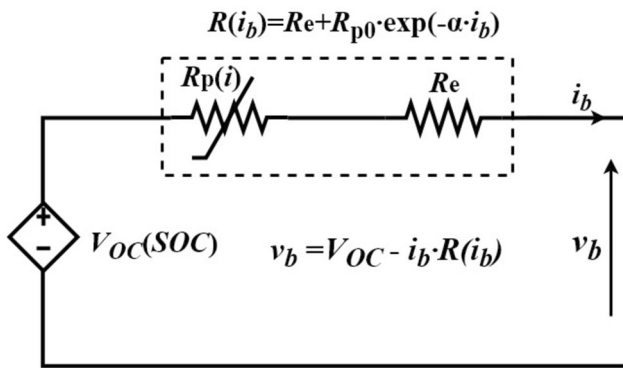 R(i_b)=Re+R_p0·exp(-α·i_b)
Rp(i)
Re
i_b
+
-
V_OC(SOC)
v_b =V_OC - i_b·R(i_b)
v_b